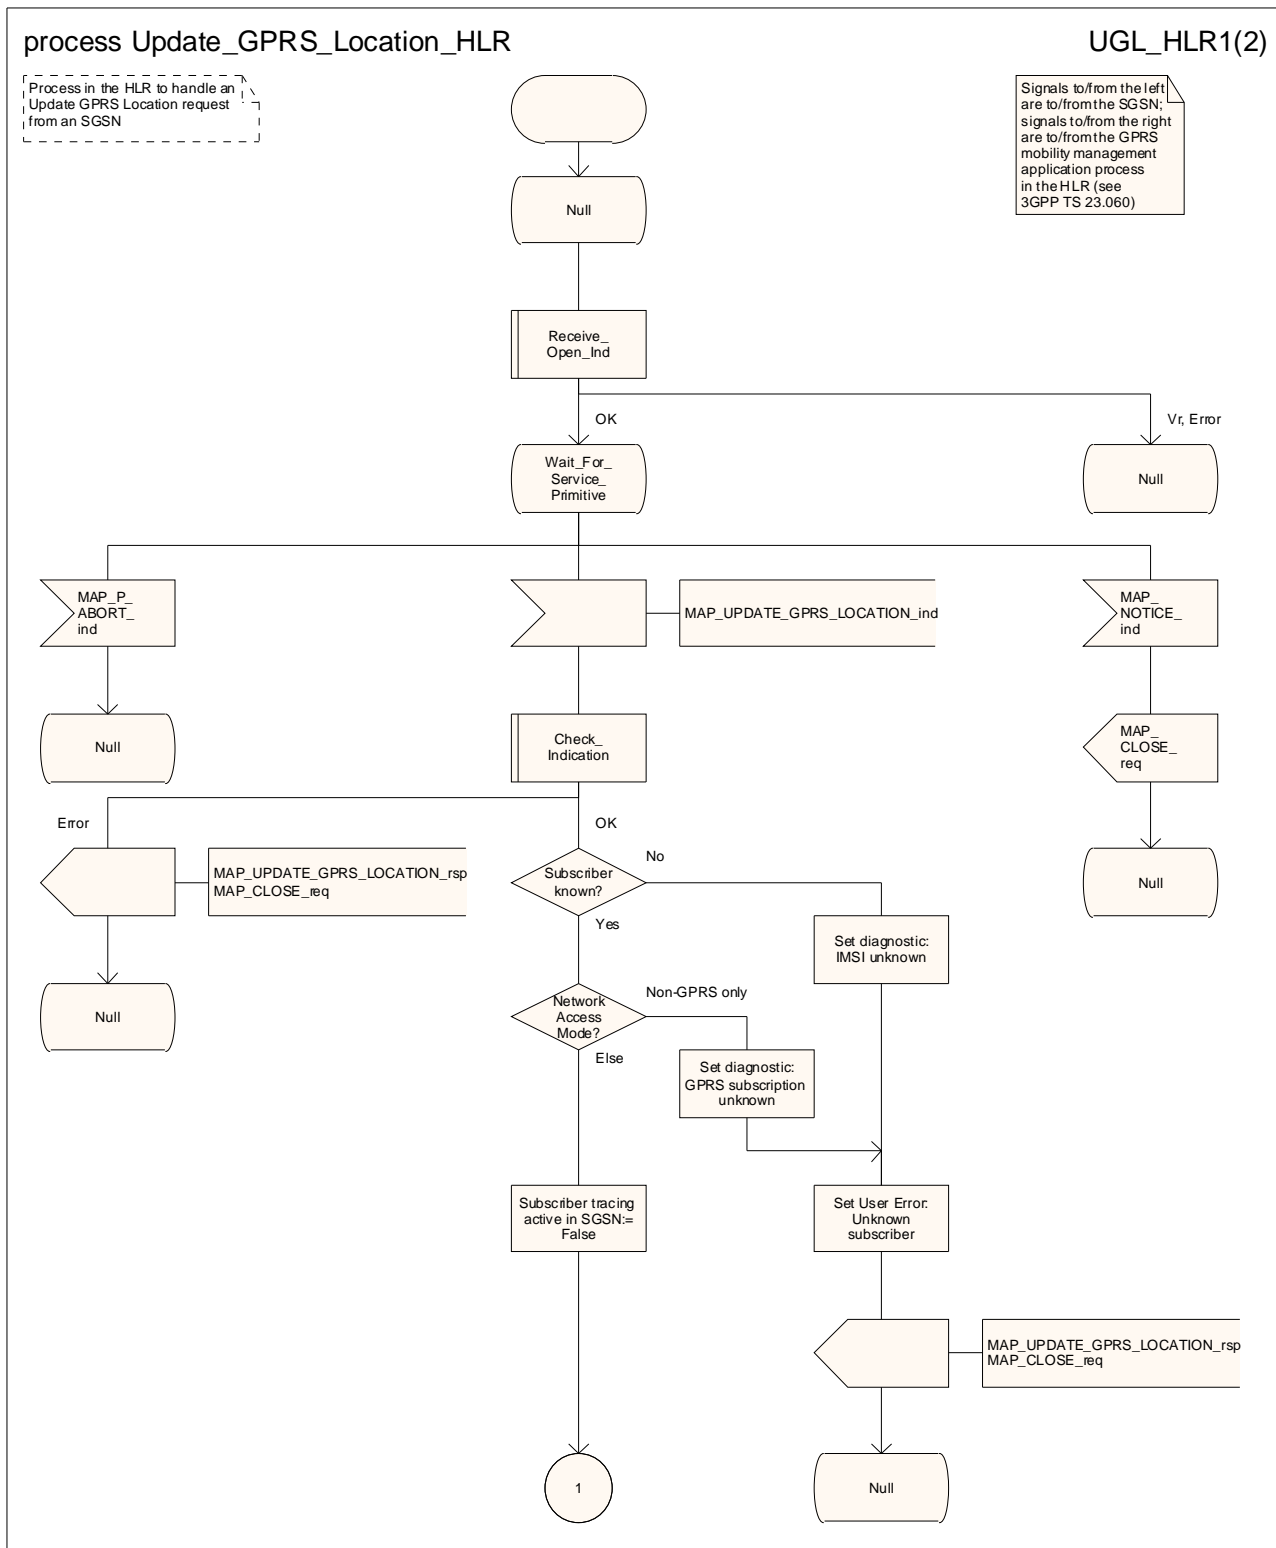 process Update_GPRS_Location_HLR
UGL_HLR1(2)
Process in the HLR to handle an
Update GPRS Location request
from an SGSN
Signals to/from the left
are to/from the SGSN;
signals to/from the right
are to/from the GPRS
mobility management
application process
in the HLR (see
3GPP TS 23.060)
Null
Receive_
Open_Ind
OK
Vr, Error
Wait_For_
Service_
Primitive
Null
MAP_P_
ABORT_
ind
MAP_UPDATE_GPRS_LOCATION_ind
MAP_
NOTICE_
ind
Null
Check_
Indication
MAP_
CLOSE_
req
Error
OK
MAP_UPDATE_GPRS_LOCATION_rsp
MAP_CLOSE_req
Subscriber
known?
No
Yes
Null
Set diagnostic:
IMSI unknown
Null
Network
Access
Mode?
Non-GPRS only
Else
Set diagnostic:
GPRS subscription
unknown
Subscriber tracing
active in SGSN:=
False
Set User Error:
Unknown
subscriber
MAP_UPDATE_GPRS_LOCATION_rsp
MAP_CLOSE_req
1
Null